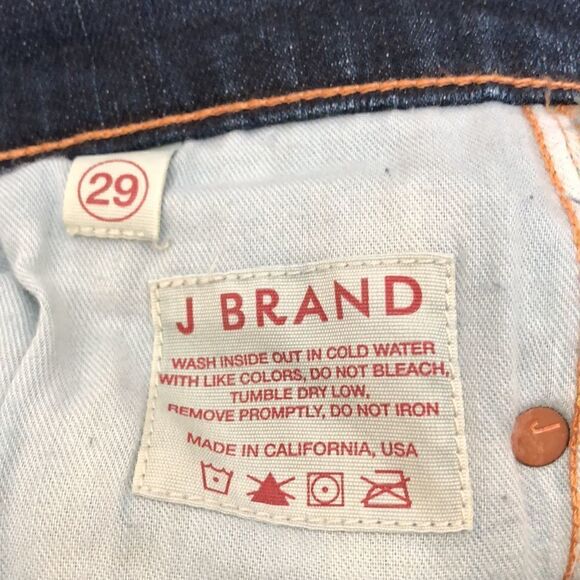 29
J BRAND
WASH INSIDE OUT IN COLD WATER
WITH LIKE COLORS, DO NOT BLEACH,
TUMBLE DRY LOW,
REMOVE PROMPTLY, DO NOT IRON
MADE IN CALIFORNIA, USA